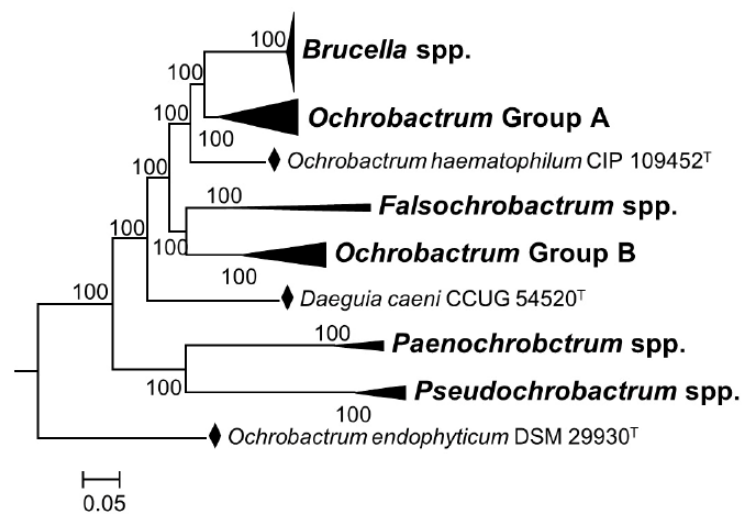 100 Brucella spp.
100
100 Ochrobactrum Group A
100
100 Ochrobactrum haematophilum CIP 109452ᵀ
100 Falsochrobactrum spp.
100
100 Ochrobactrum Group B
100
100 Daeguia caeni CCUG 54520ᵀ
100 Paenochrobctrum spp.
100 Pseudochrobactrum spp.
100
Ochrobactrum endophyticum DSM 29930ᵀ
0.05